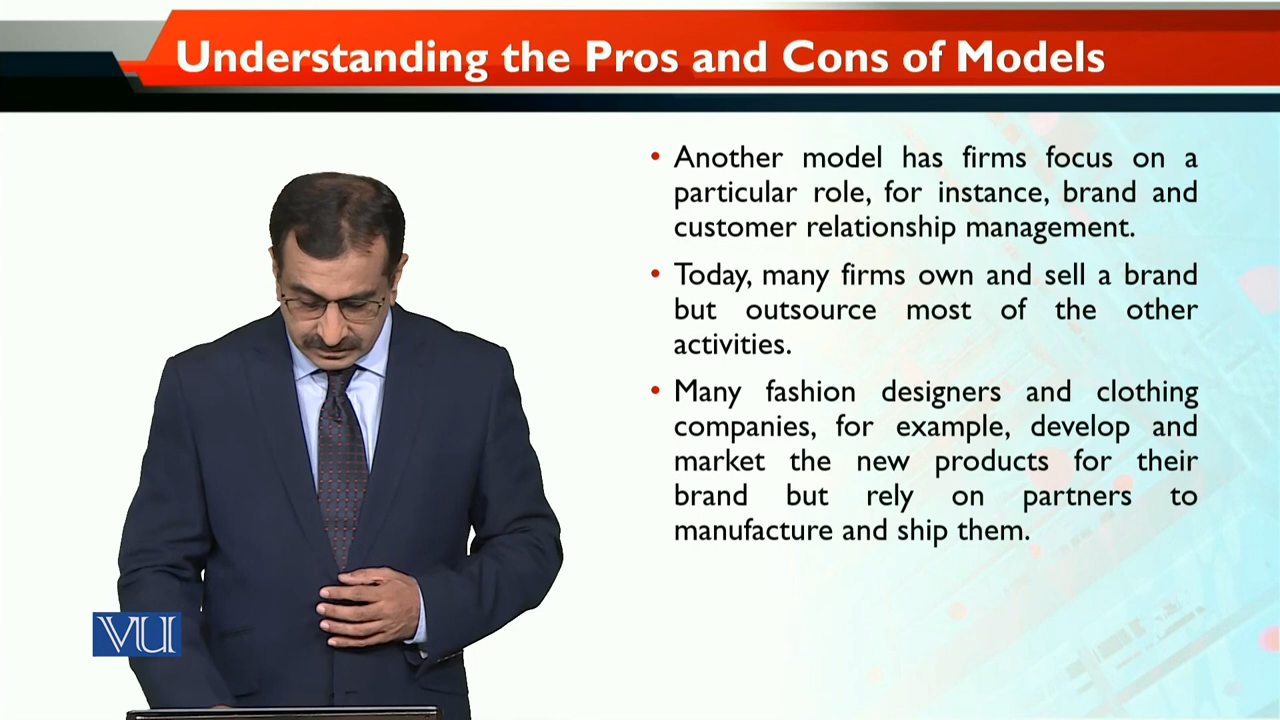 Understanding the Pros and Cons of Models
• Another model has firms focus on a
particular role, for instance, brand and
customer relationship management.
• Today, many firms own and sell a brand
but outsource most of the other
activities.
• Many fashion designers and clothing
companies, for example, develop and
market the new products for their
brand but rely on partners to
manufacture and ship them.
VU